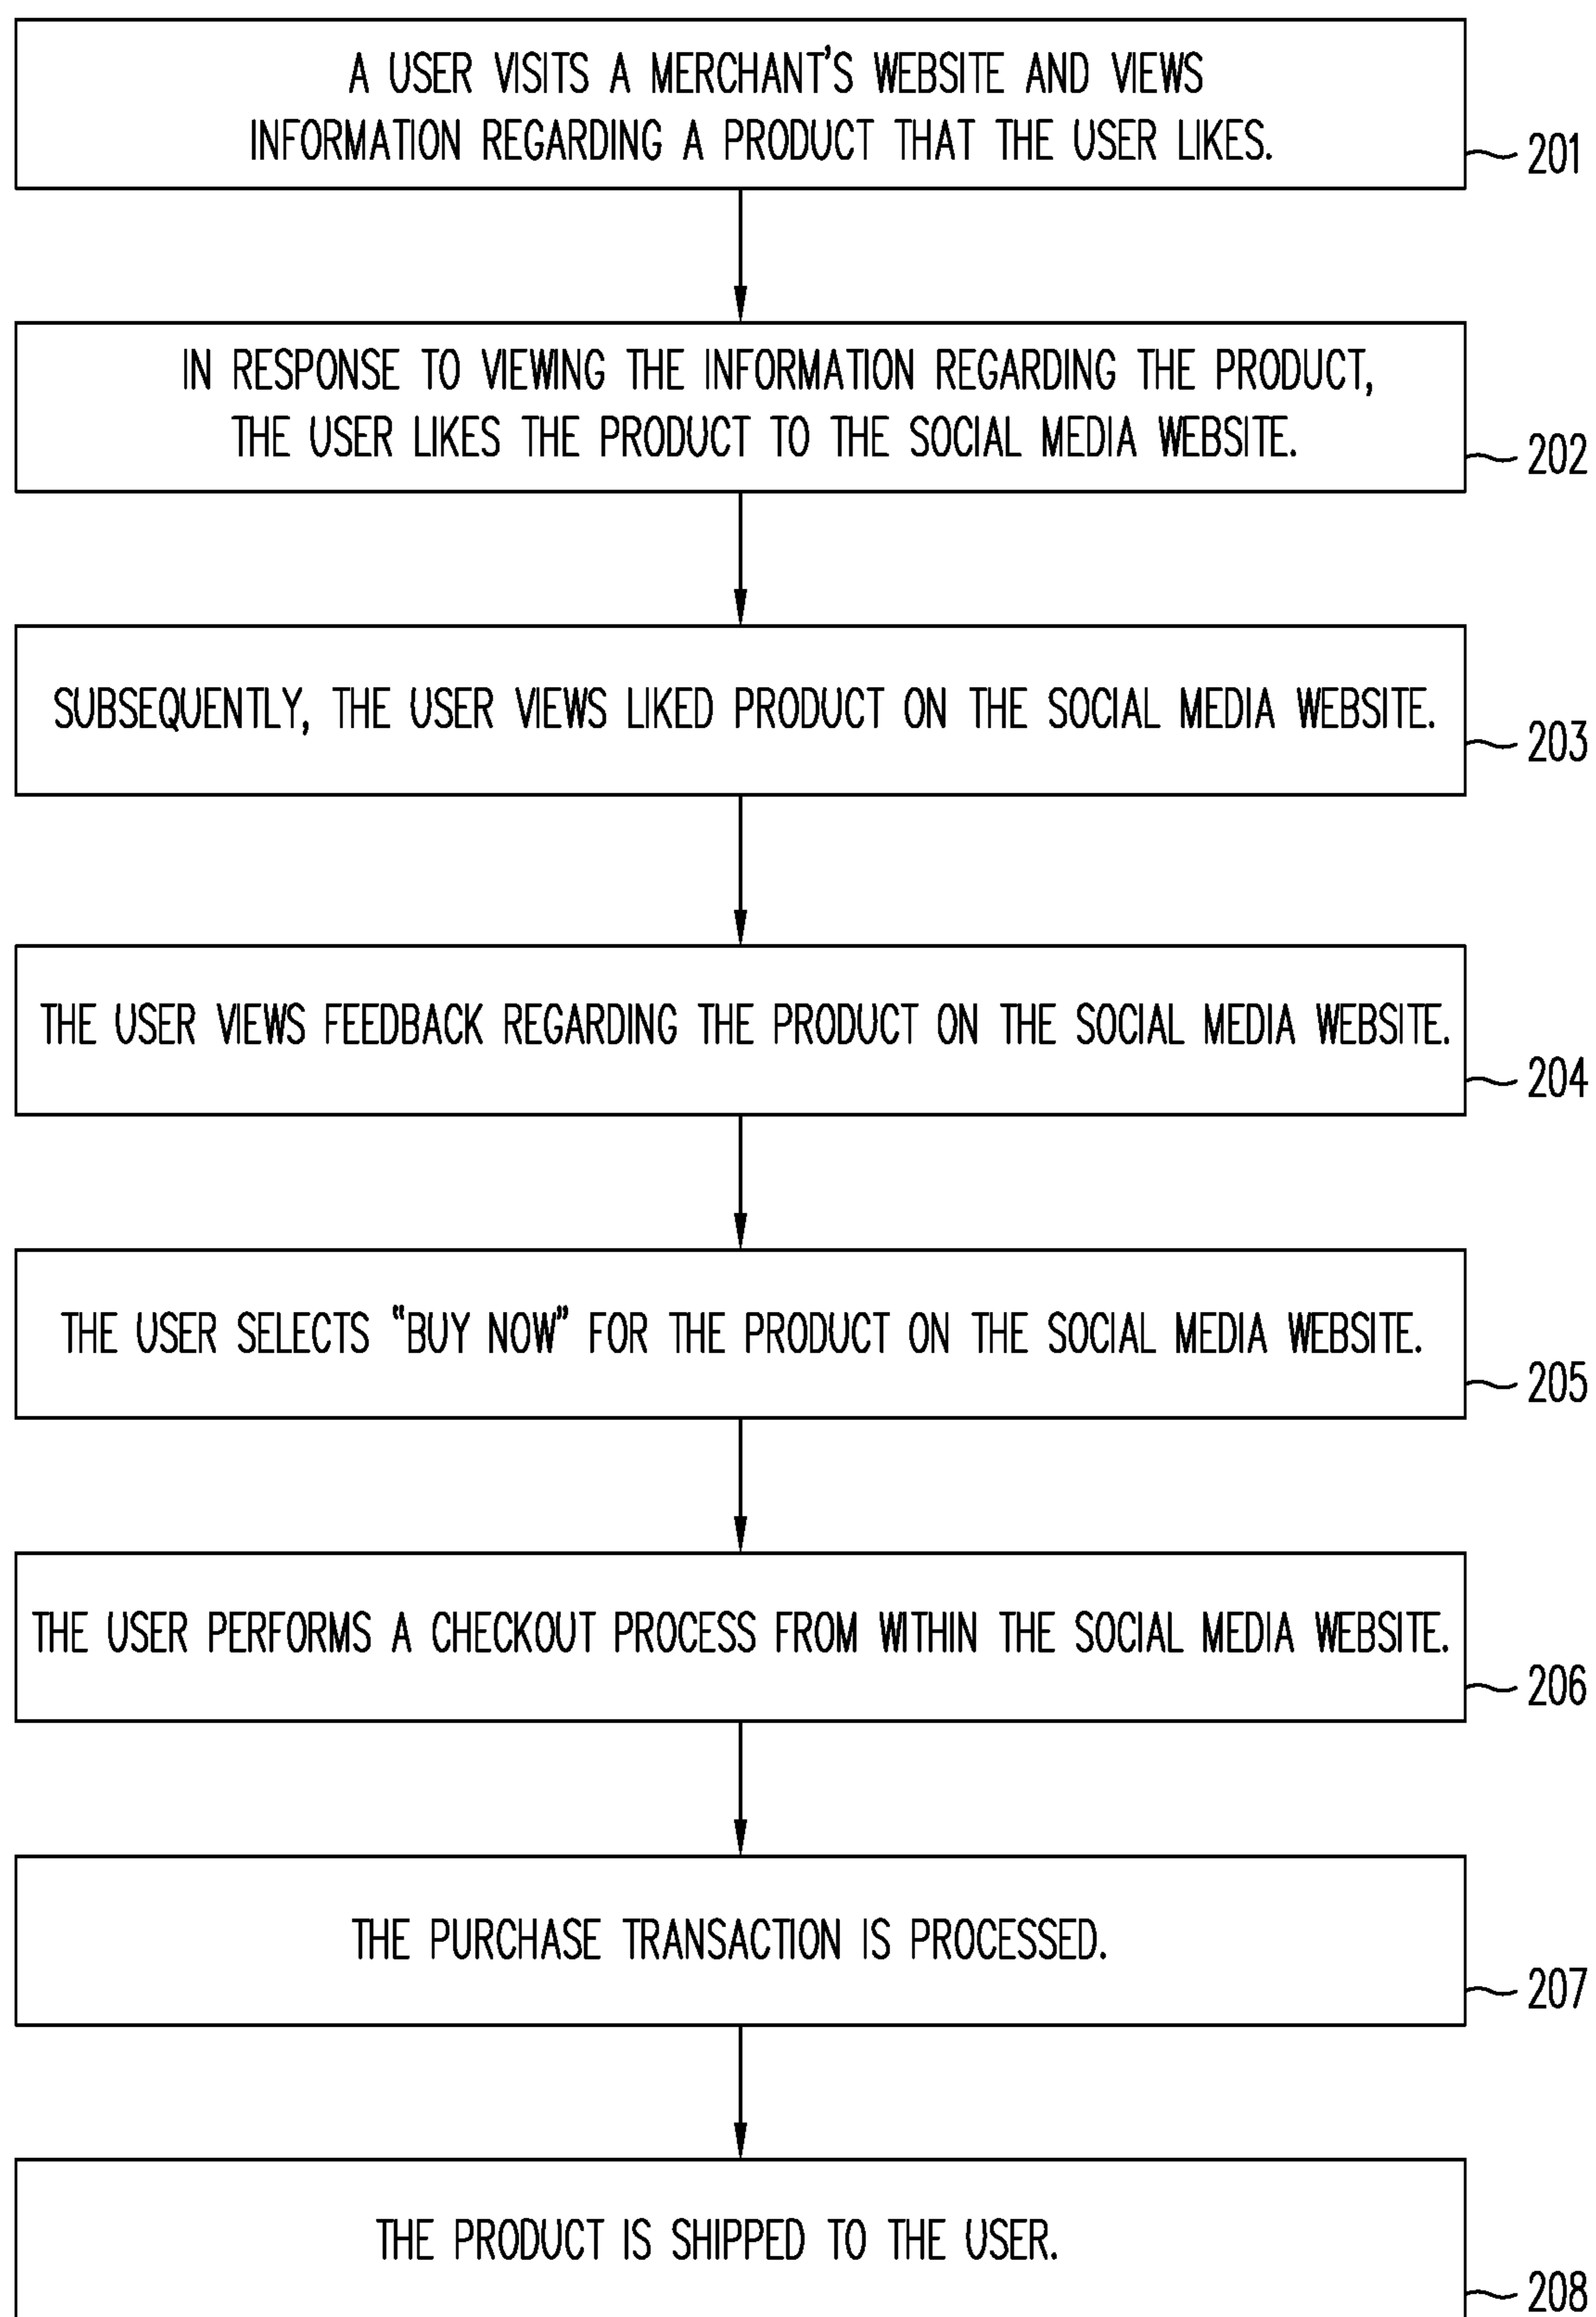 A USER VISITS A MERCHANT'S WEBSITE AND VIEWS
INFORMATION REGARDING A PRODUCT THAT THE USER LIKES.
201
IN RESPONSE TO VIEWING THE INFORMATION REGARDING THE PRODUCT,
THE USER LIKES THE PRODUCT TO THE SOCIAL MEDIA WEBSITE.
202
SUBSEQUENTLY, THE USER VIEWS LIKED PRODUCT ON THE SOCIAL MEDIA WEBSITE.
203
THE USER VIEWS FEEDBACK REGARDING THE PRODUCT ON THE SOCIAL MEDIA WEBSITE.
204
THE USER SELECTS “BUY NOW” FOR THE PRODUCT ON THE SOCIAL MEDIA WEBSITE.
205
THE USER PERFORMS A CHECKOUT PROCESS FROM WITHIN THE SOCIAL MEDIA WEBSITE.
206
THE PURCHASE TRANSACTION IS PROCESSED.
207
THE PRODUCT IS SHIPPED TO THE USER.
208